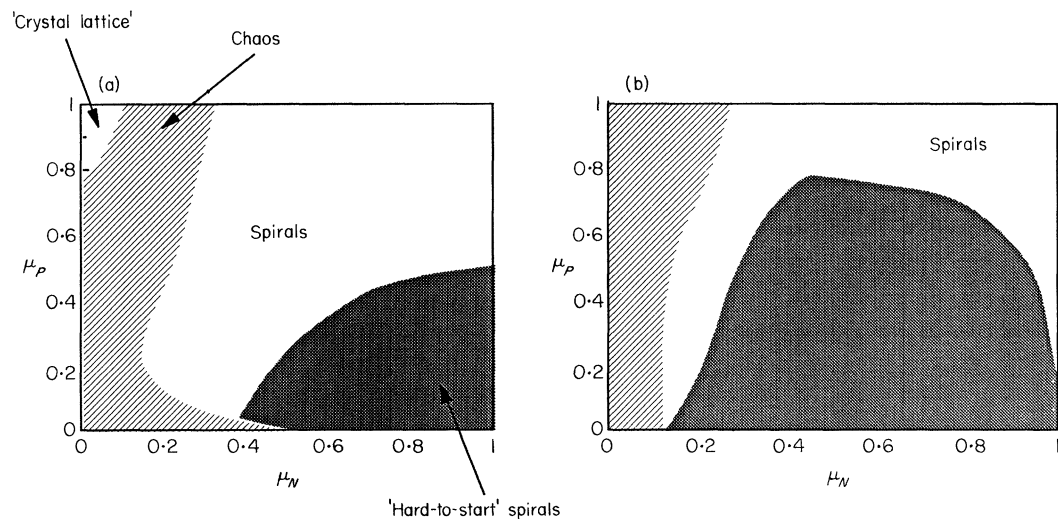 'Crystal lattice'
Chaos
(a)
(b)
1
0·8
0·6
μP
0·4
0·2
0
Spirals
0 0·2 0·4 0·6 0·8 1
μN
'Hard-to-start' spirals
1
0·8
0·6
μP
0·4
0·2
0
Spirals
0·2 0·4 0·6 0·8 1
μN